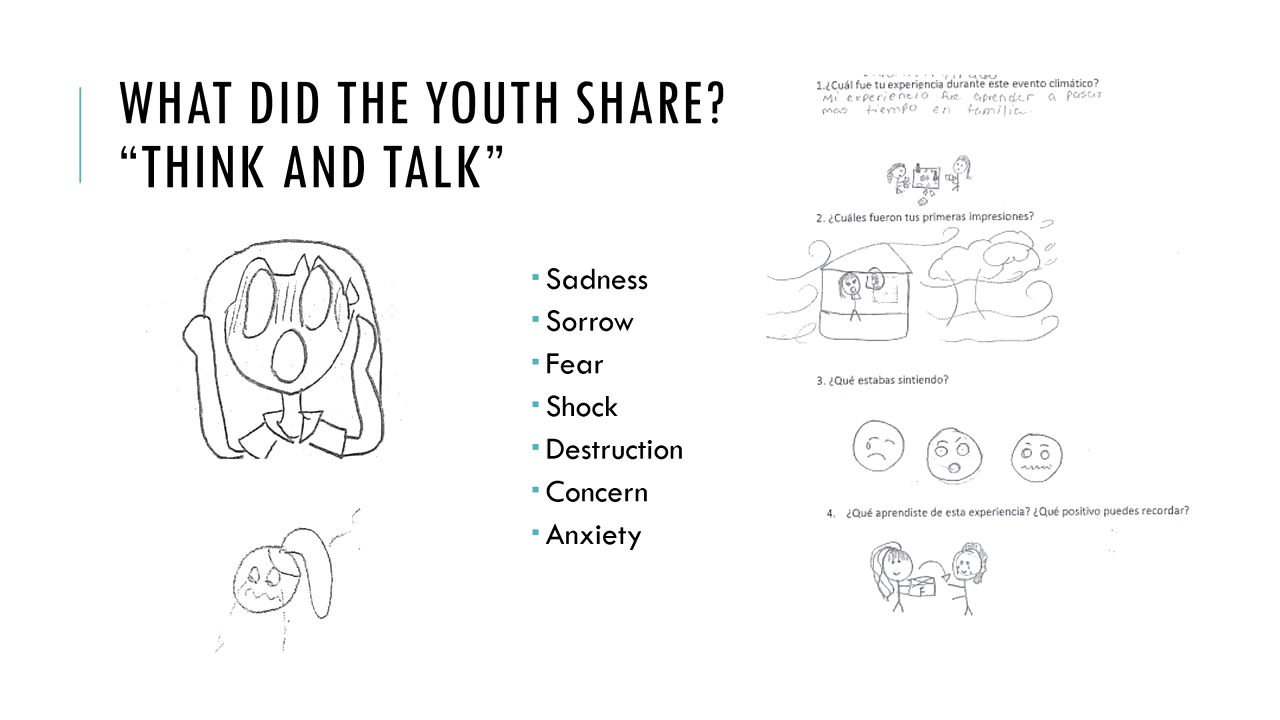 WHAT DID THE YOUTH SHARE?
“THINK AND TALK”
Sadness
Sorrow
Fear
Shock
Destruction
Concern
Anxiety
1.¿Cuál fue tu experiencia durante este evento climático?
Mi experiencia fue aprender a pasar
mas tiempo en familia.
2. ¿Cuáles fueron tus primeras impresiones?
3. ¿Qué estabas sintiendo?
4. ¿Qué aprendiste de esta experiencia? ¿Qué positivo puedes recordar?
F